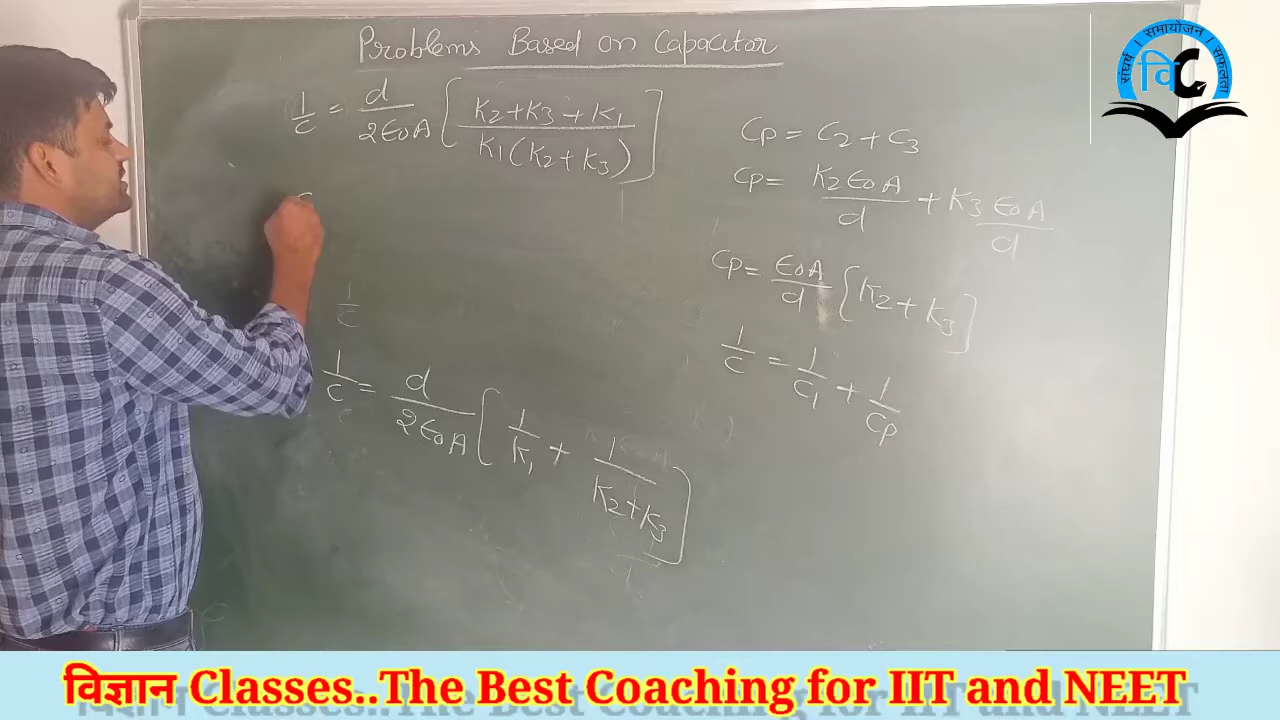 Problems Based on Capacitor
1/c = d/2ϵ0A [ K2+K3+K1 / K1(K2+K3) ]
1/c
1/c = d/2ϵ0A [ 1/K1 + 1/K2+K3 ]
Cp = C2 + C3
Cp = K2ϵ0A/d + K3ϵ0A/d
Cp = ϵ0A/d [K2+K3]
1/c = 1/c1 + 1/cp
संघर्ष । समायोजन । सफलता
वि C
विज्ञान Classes..The Best Coaching for IIT and NEET